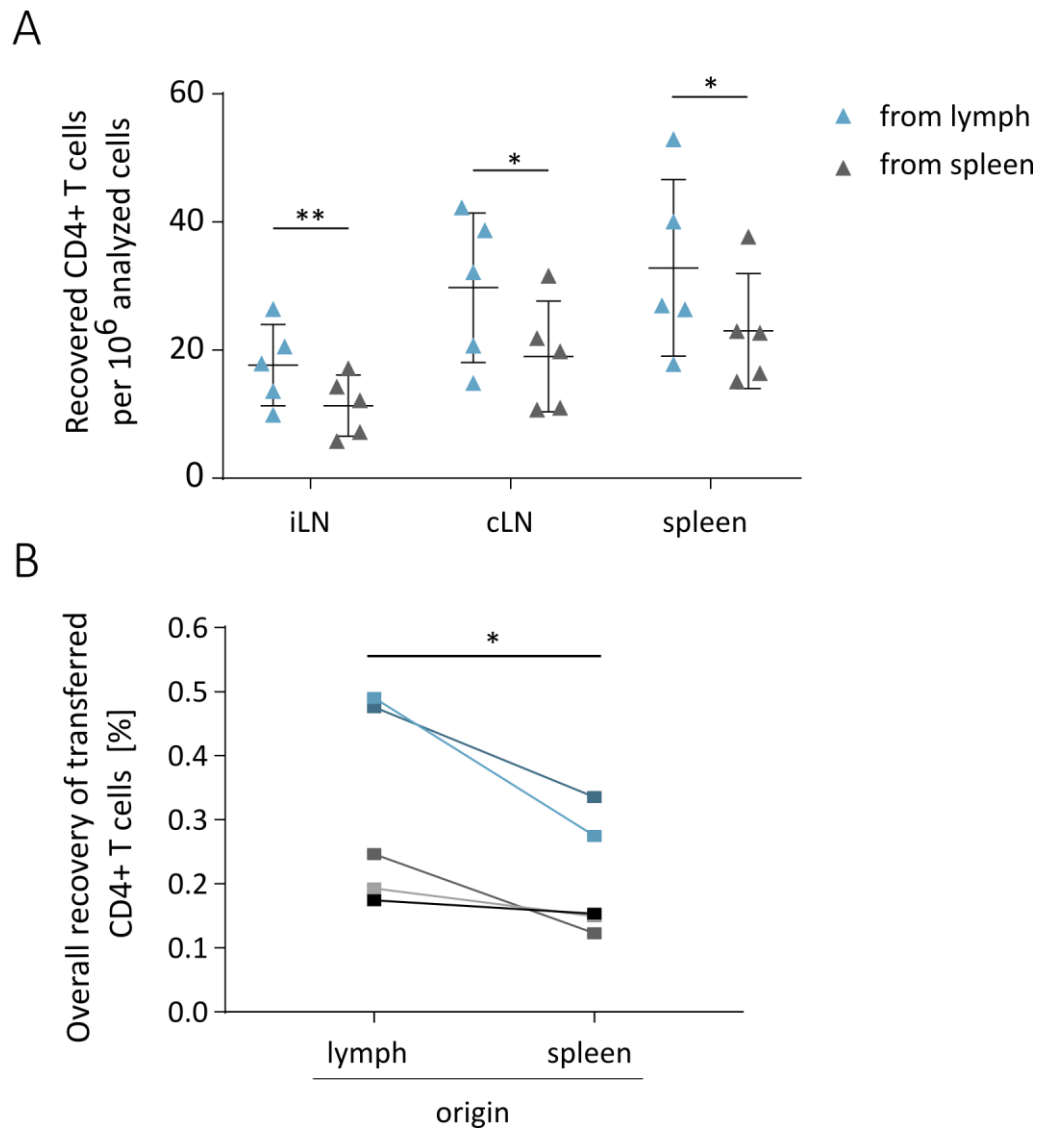 A
Recovered CD4+ T cells
per 10⁶ analyzed cells
60
40
20
0
**
*
*
from lymph
from spleen
iLN
cLN
spleen
B
Overall recovery of transferred
CD4+ T cells [%]
0.6
0.5
0.4
0.3
0.2
0.1
0.0
*
lymph
spleen
origin